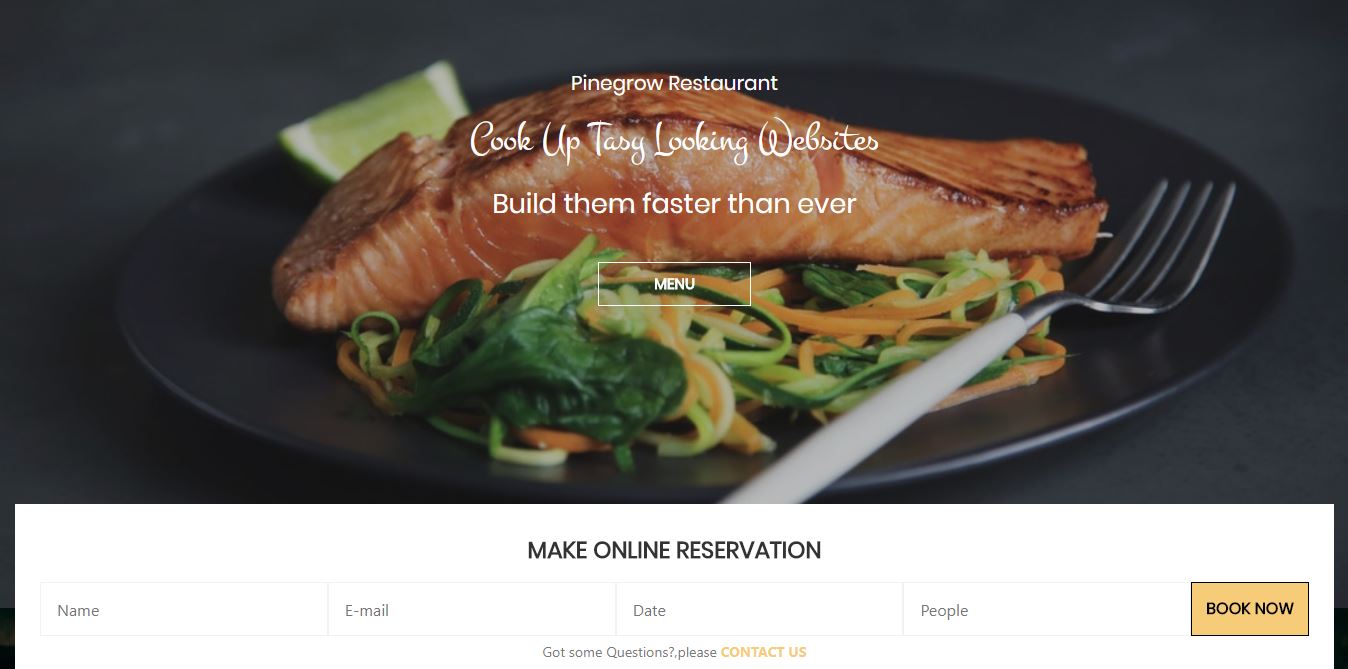 Pinegrow Restaurant
Cook Up Tasy Looking Websites
Build them faster than ever
MENU
MAKE ONLINE RESERVATION
Name E-mail Date People BOOK NOW
Got some Questions?,please CONTACT US